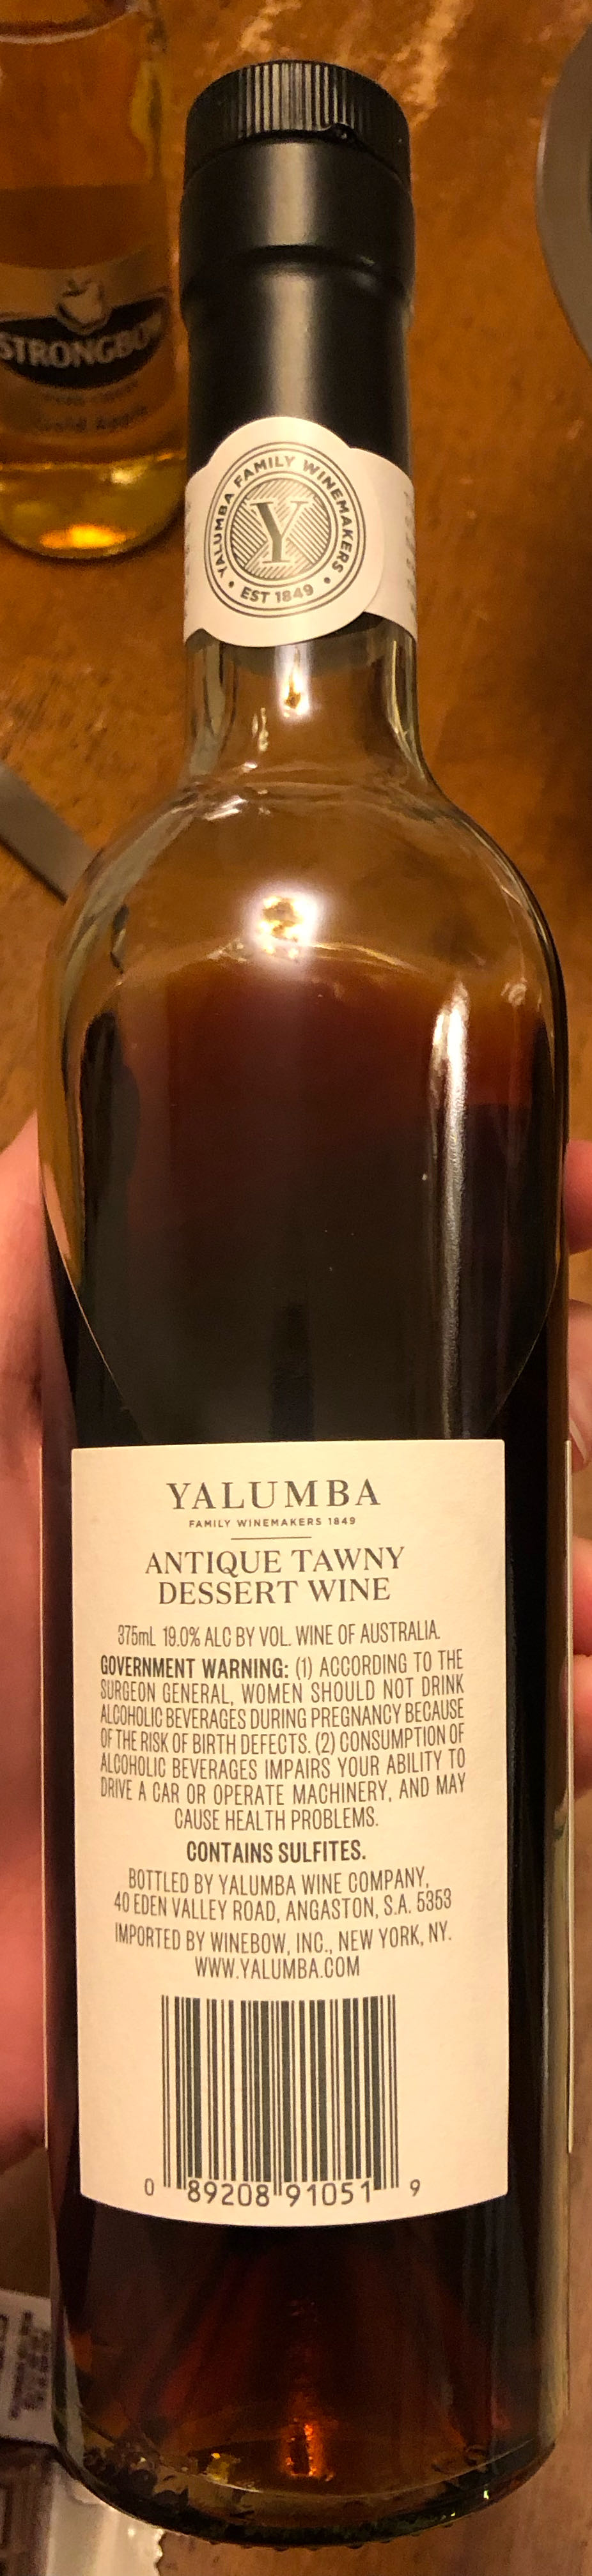 STRONGBOW
HARD CIDER
Gold Apple
YALUMBA FAMILY WINEMAKERS
Y
• EST 1849 •
YALUMBA
FAMILY WINEMAKERS 1849
ANTIQUE TAWNY
DESSERT WINE
375mL 19.0% ALC BY VOL. WINE OF AUSTRALIA.
GOVERNMENT WARNING: (1) ACCORDING TO THE
SURGEON GENERAL, WOMEN SHOULD NOT DRINK
ALCOHOLIC BEVERAGES DURING PREGNANCY BECAUSE
OF THE RISK OF BIRTH DEFECTS. (2) CONSUMPTION OF
ALCOHOLIC BEVERAGES IMPAIRS YOUR ABILITY TO
DRIVE A CAR OR OPERATE MACHINERY, AND MAY
CAUSE HEALTH PROBLEMS.
CONTAINS SULFITES.
BOTTLED BY YALUMBA WINE COMPANY,
40 EDEN VALLEY ROAD, ANGASTON, S.A. 5353
IMPORTED BY WINEBOW, INC., NEW YORK, NY.
WWW.YALUMBA.COM
0 89208 91051 9